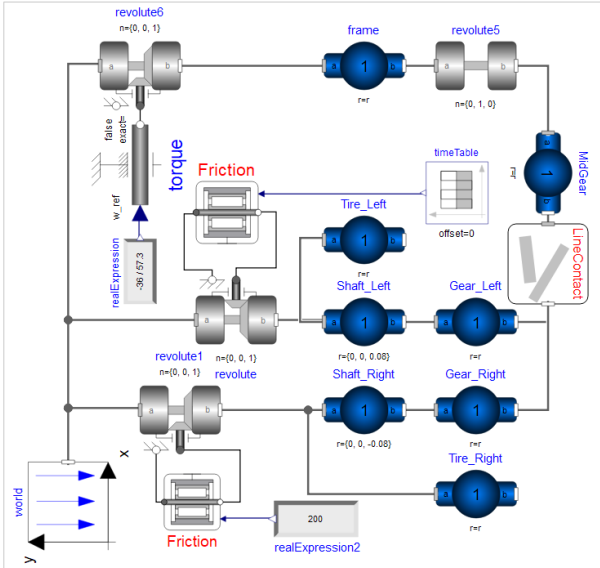 revolute6
n={0, 0, 1}
a
b
frame
a
1
b
r=r
revolute5
a
b
n={0, 1, 0}
false
exact=
torque
w_ref
-36 / 57.3
realExpression
Friction
timeTable
offset=0
MidGear
a
1
b
r=r
LineContact
Tire_Left
a
1
b
r=r
Shaft_Left
a
1
b
r={0, 0, 0.08}
Gear_Left
a
1
b
r=r
a
b
revolute1
n={0, 0, 1}
n={0, 0, 1}
revolute
a
b
Shaft_Right
a
1
b
r={0, 0, -0.08}
Gear_Right
a
1
b
r=r
Tire_Right
a
1
b
r=r
world
x
y
Friction
200
realExpression2